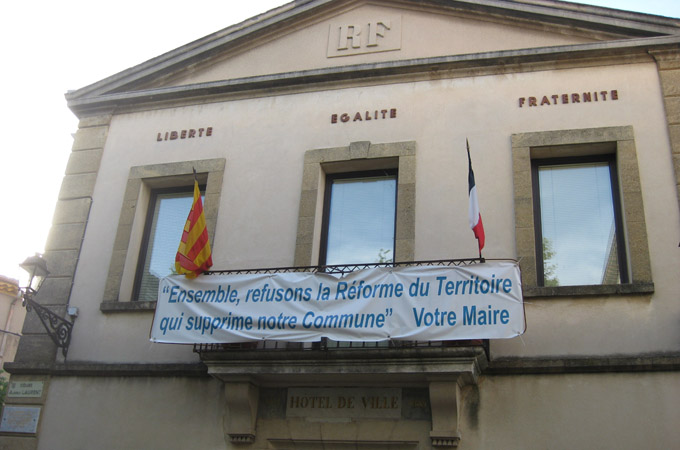 RF
LIBERTE EGALITE FRATERNITE
"Ensemble, refusons la Réforme du Territoire
qui supprime notre Commune" Votre Maire
HOTEL DE VILLE